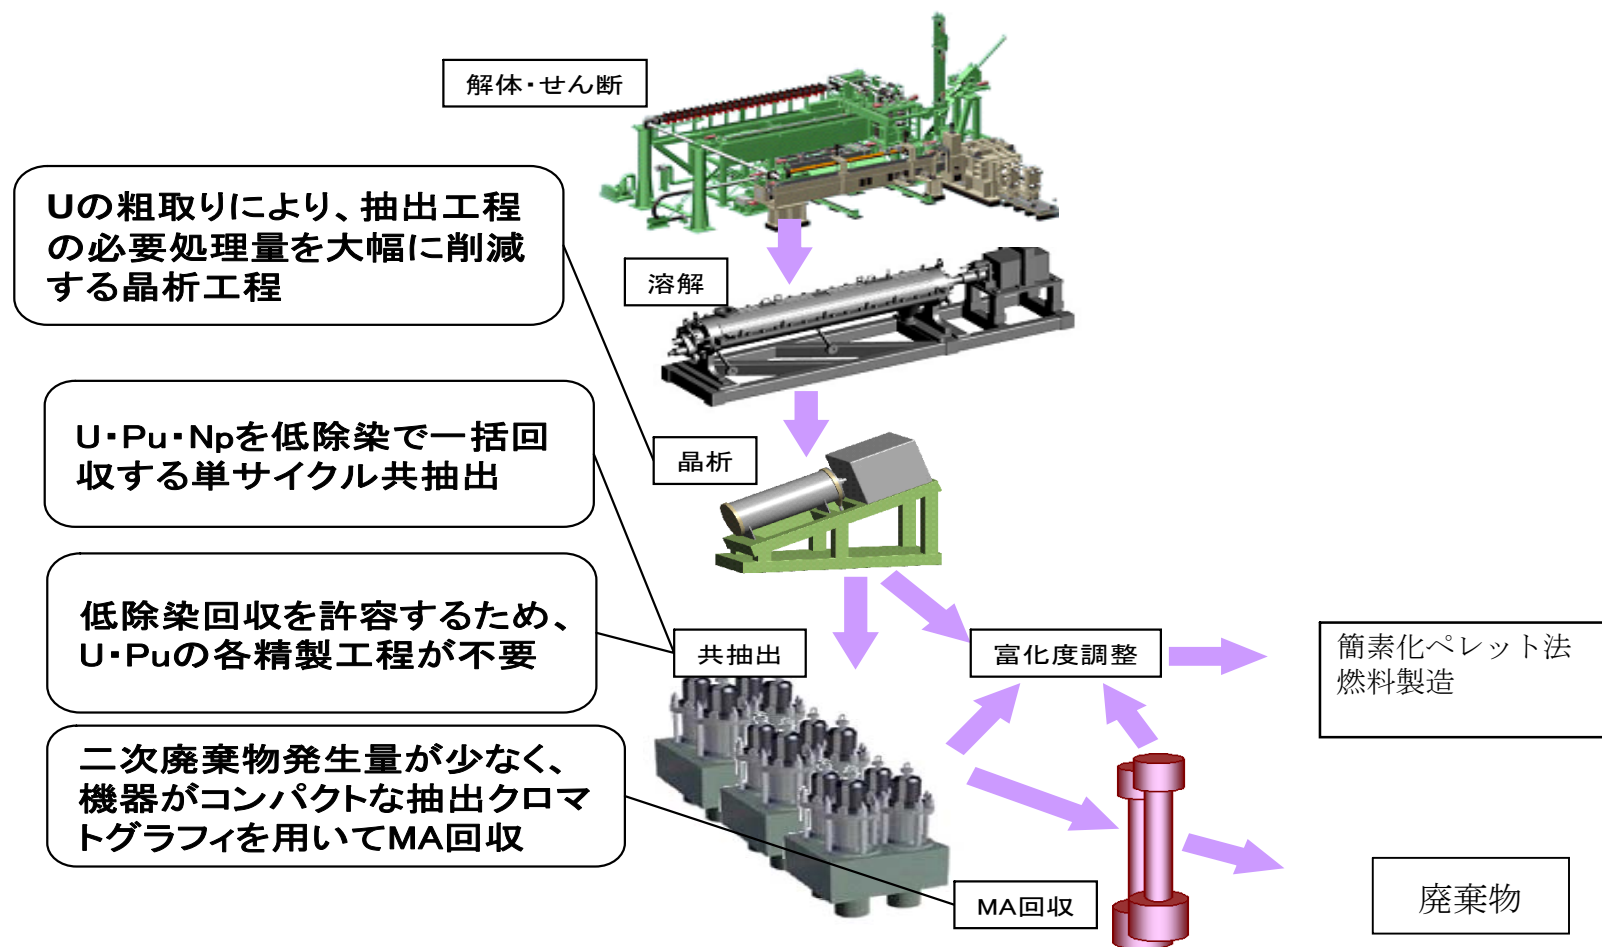 解体・せん断
Uの粗取りにより、抽出工程
の必要処理量を大幅に削減
する晶析工程
溶解
U・Pu・Npを低除染で一括回
収する単サイクル共抽出
晶析
低除染回収を許容するため、
U・Puの各精製工程が不要
共抽出
富化度調整
簡素化ペレット法
燃料製造
二次廃棄物発生量が少なく、
機器がコンパクトな抽出クロマ
トグラフィを用いてMA回収
MA回収
廃棄物